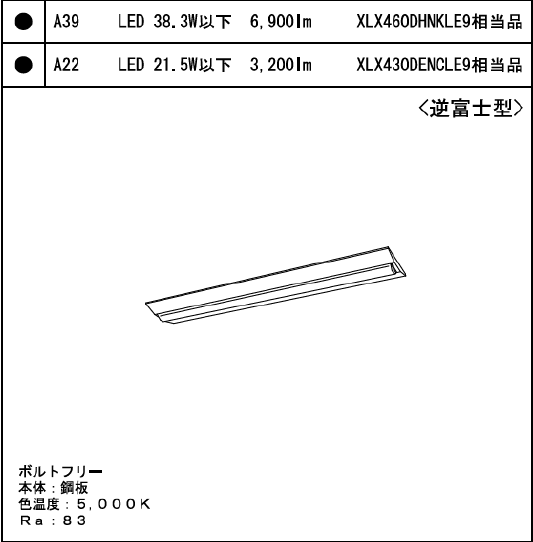 ● A39 LED 38.3W以下 6,900lm XLX460DHNKLE9相当品
● A22 LED 21.5W以下 3,200lm XLX430DENCLE9相当品
〈逆富士型〉
ボルトフリー
本体：鋼板
色温度：５,０００Ｋ
Ｒａ：８３